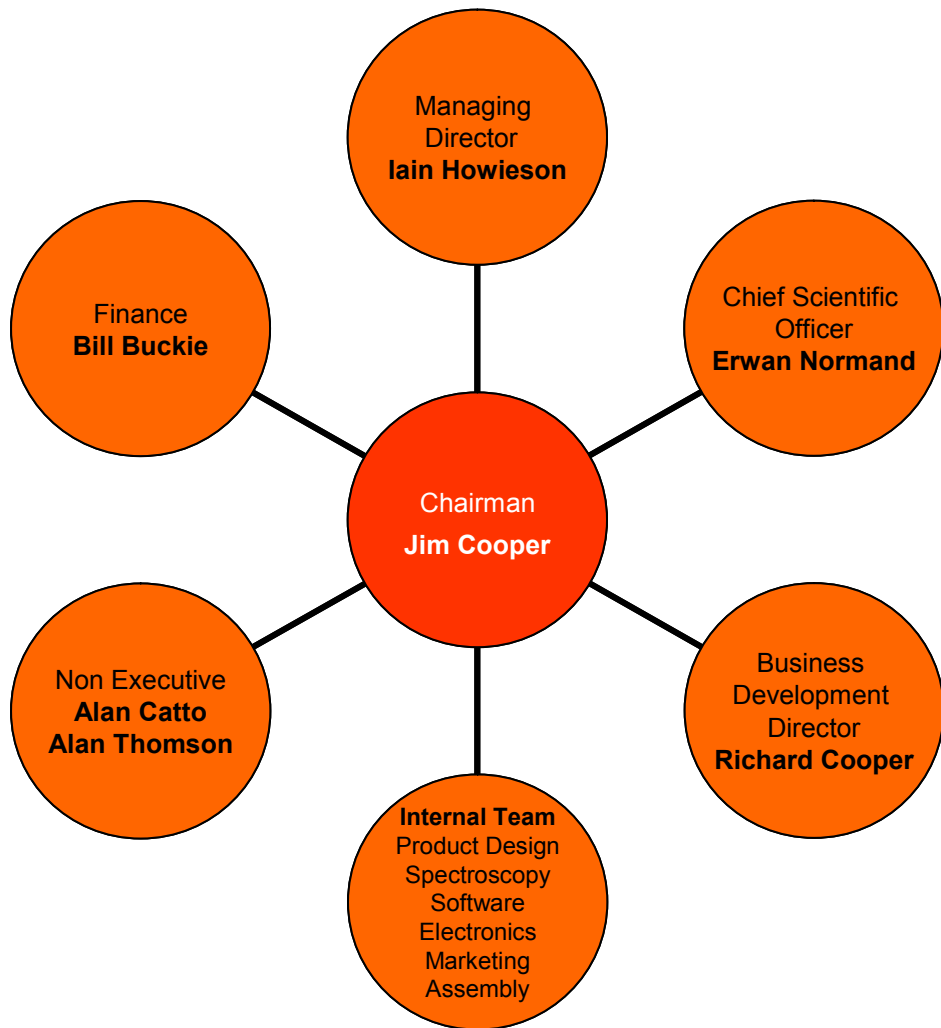 Managing
Director
Iain Howieson
Finance
Bill Buckie
Chief Scientific
Officer
Erwan Normand
Chairman
Jim Cooper
Non Executive
Alan Catto
Alan Thomson
Business
Development
Director
Richard Cooper
Internal Team
Product Design
Spectroscopy
Software
Electronics
Marketing
Assembly